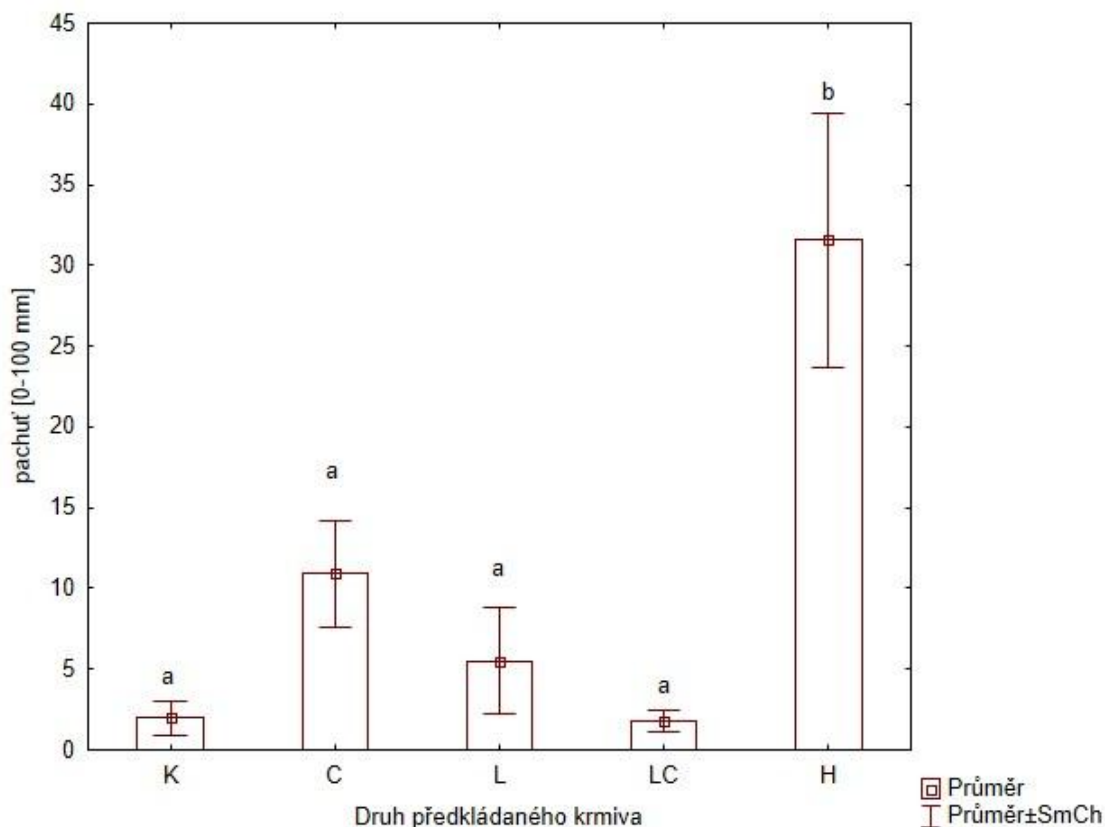 45
40
35
30
25
20
15
10
5
0
pachuť [0-100 mm]
a
a
a
a
b
K C L LC H
Druh předkládaného krmiva
Průměr
Průměr±SmCh